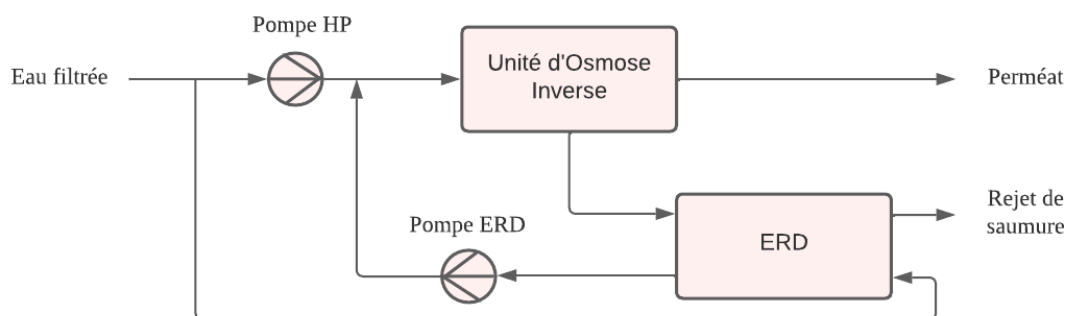 Pompe HP
Eau filtrée
Unité d'Osmose
Inverse
Perméat
Pompe ERD
ERD
Rejet de
saumure